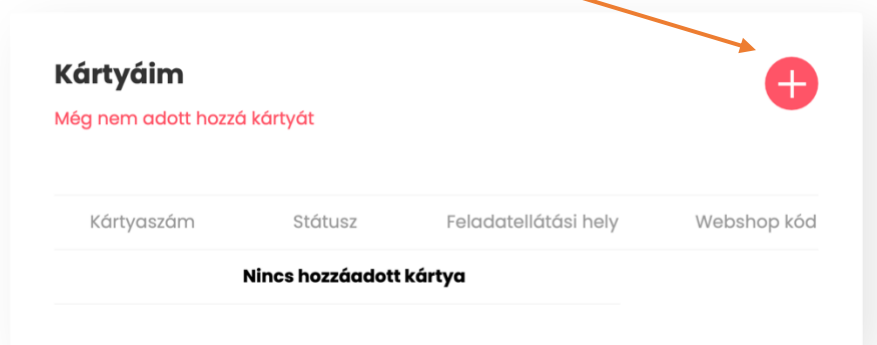 Kártyáim
Még nem adott hozzá kártyát
Kártyaszám Státusz Feladatellátási hely Webshop kód
Nincs hozzáadott kártya